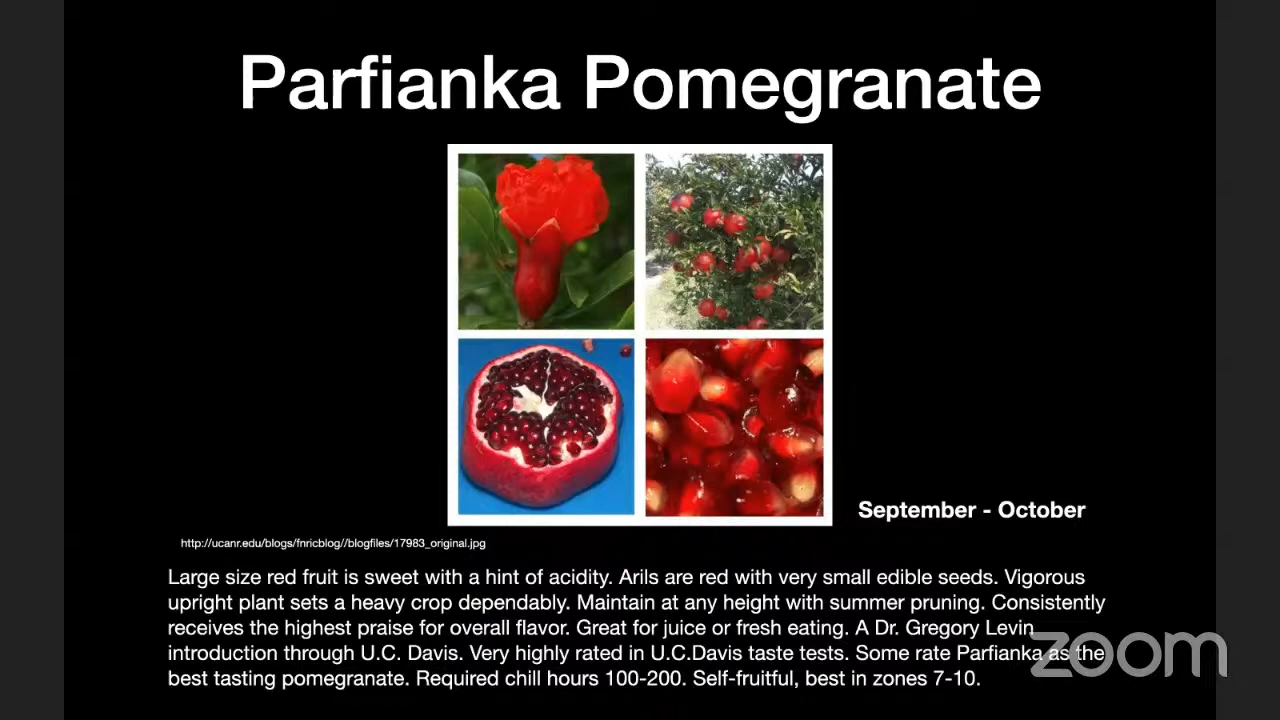 Parfianka Pomegranate
September - October
http://ucanr.edu/blogs/fnricblog//blogfiles/17983_original.jpg
Large size red fruit is sweet with a hint of acidity. Arils are red with very small edible seeds. Vigorous
upright plant sets a heavy crop dependably. Maintain at any height with summer pruning. Consistently
receives the highest praise for overall flavor. Great for juice or fresh eating. A Dr. Gregory Levin
introduction through U.C. Davis. Very highly rated in U.C.Davis taste tests. Some rate Parfianka as the
best tasting pomegranate. Required chill hours 100-200. Self-fruitful, best in zones 7-10.
zoom